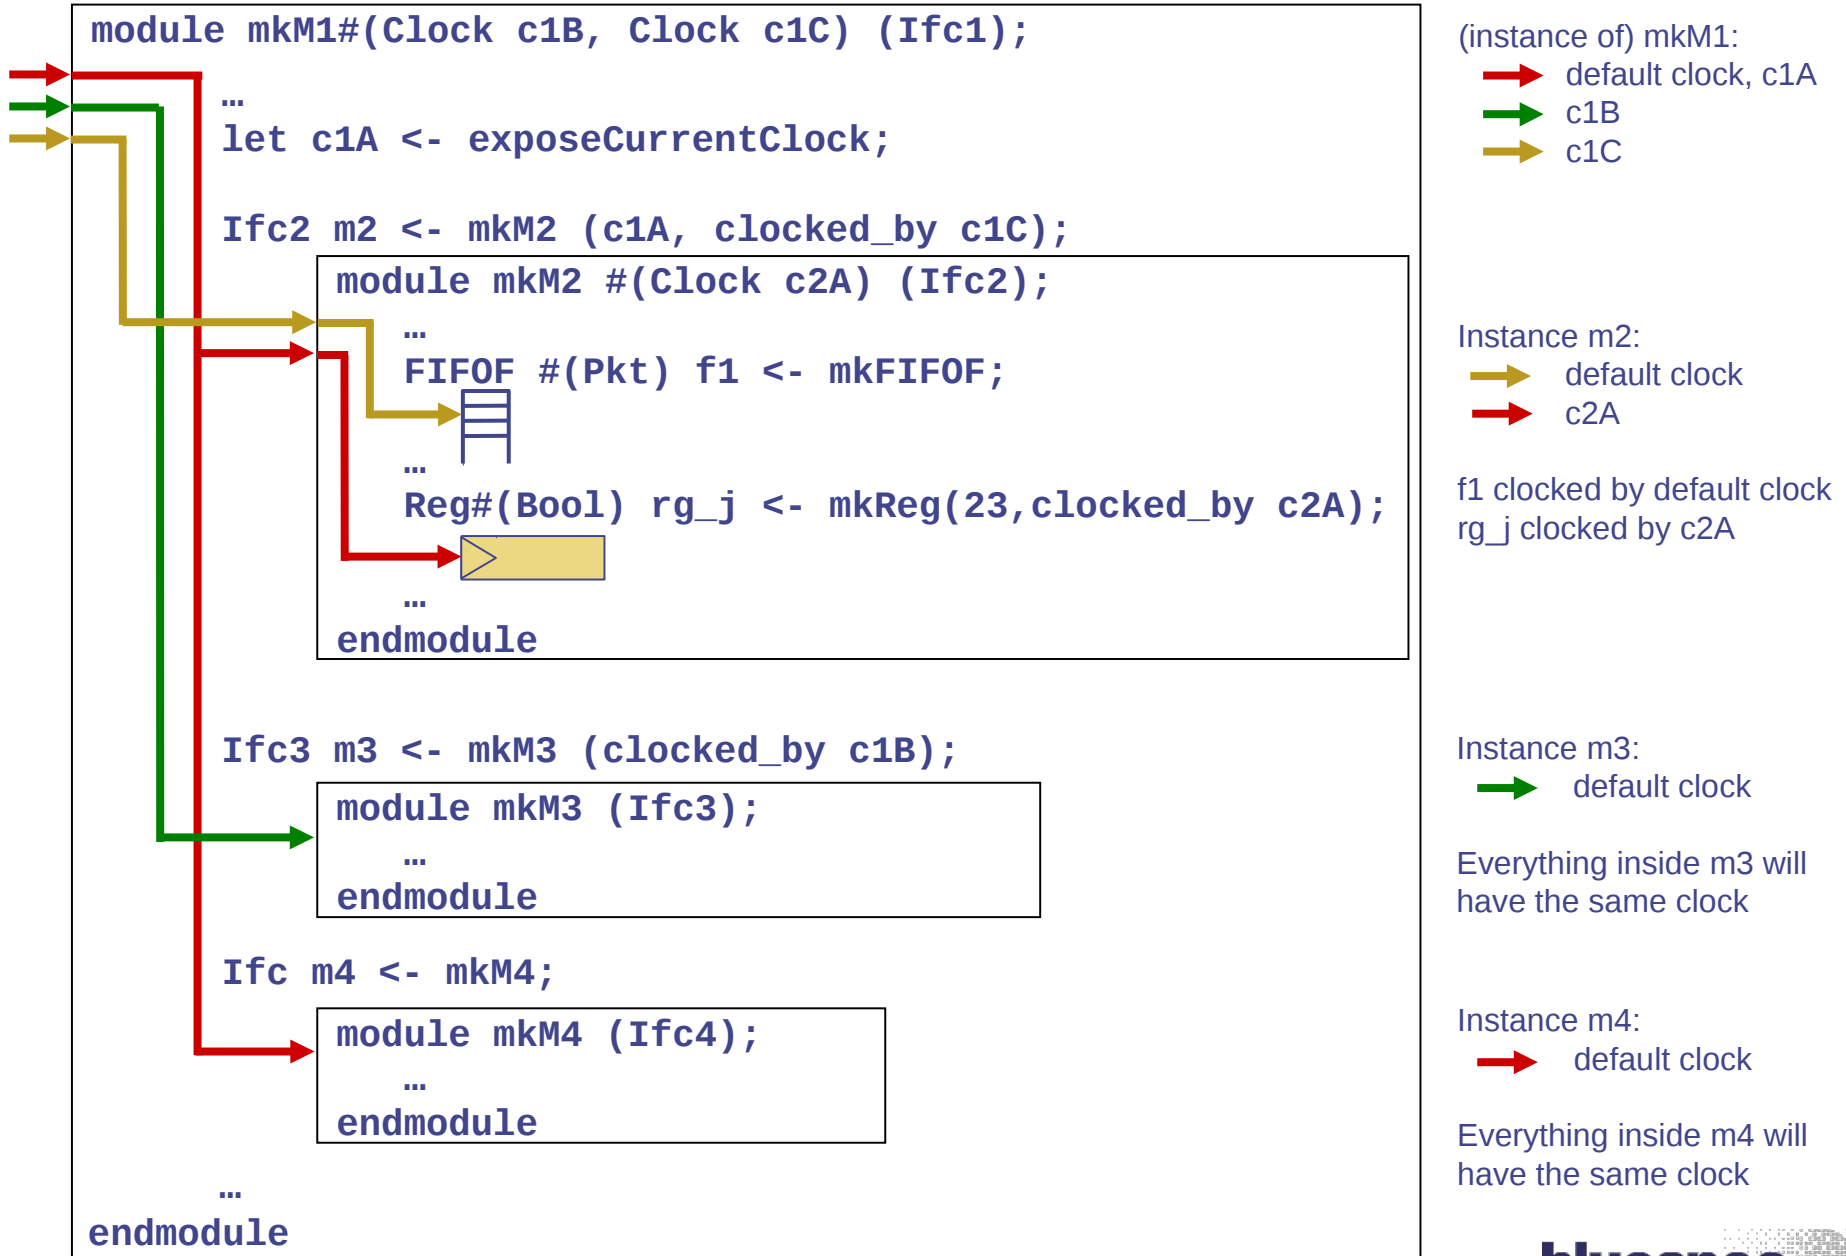 module mkM1#(Clock c1B, Clock c1C) (Ifc1);
…
let c1A <- exposeCurrentClock;
Ifc2 m2 <- mkM2 (c1A, clocked_by c1C);
module mkM2 #(Clock c2A) (Ifc2);
…
FIFOF #(Pkt) f1 <- mkFIFOF;
…
Reg#(Bool) rg_j <- mkReg(23,clocked_by c2A);
…
endmodule
Ifc3 m3 <- mkM3 (clocked_by c1B);
module mkM3 (Ifc3);
…
endmodule
Ifc m4 <- mkM4;
module mkM4 (Ifc4);
…
endmodule
…
endmodule
(instance of) mkM1:
default clock, c1A
c1B
c1C
Instance m2:
default clock
c2A
f1 clocked by default clock
rg_j clocked by c2A
Instance m3:
default clock
Everything inside m3 will
have the same clock
Instance m4:
default clock
Everything inside m4 will
have the same clock